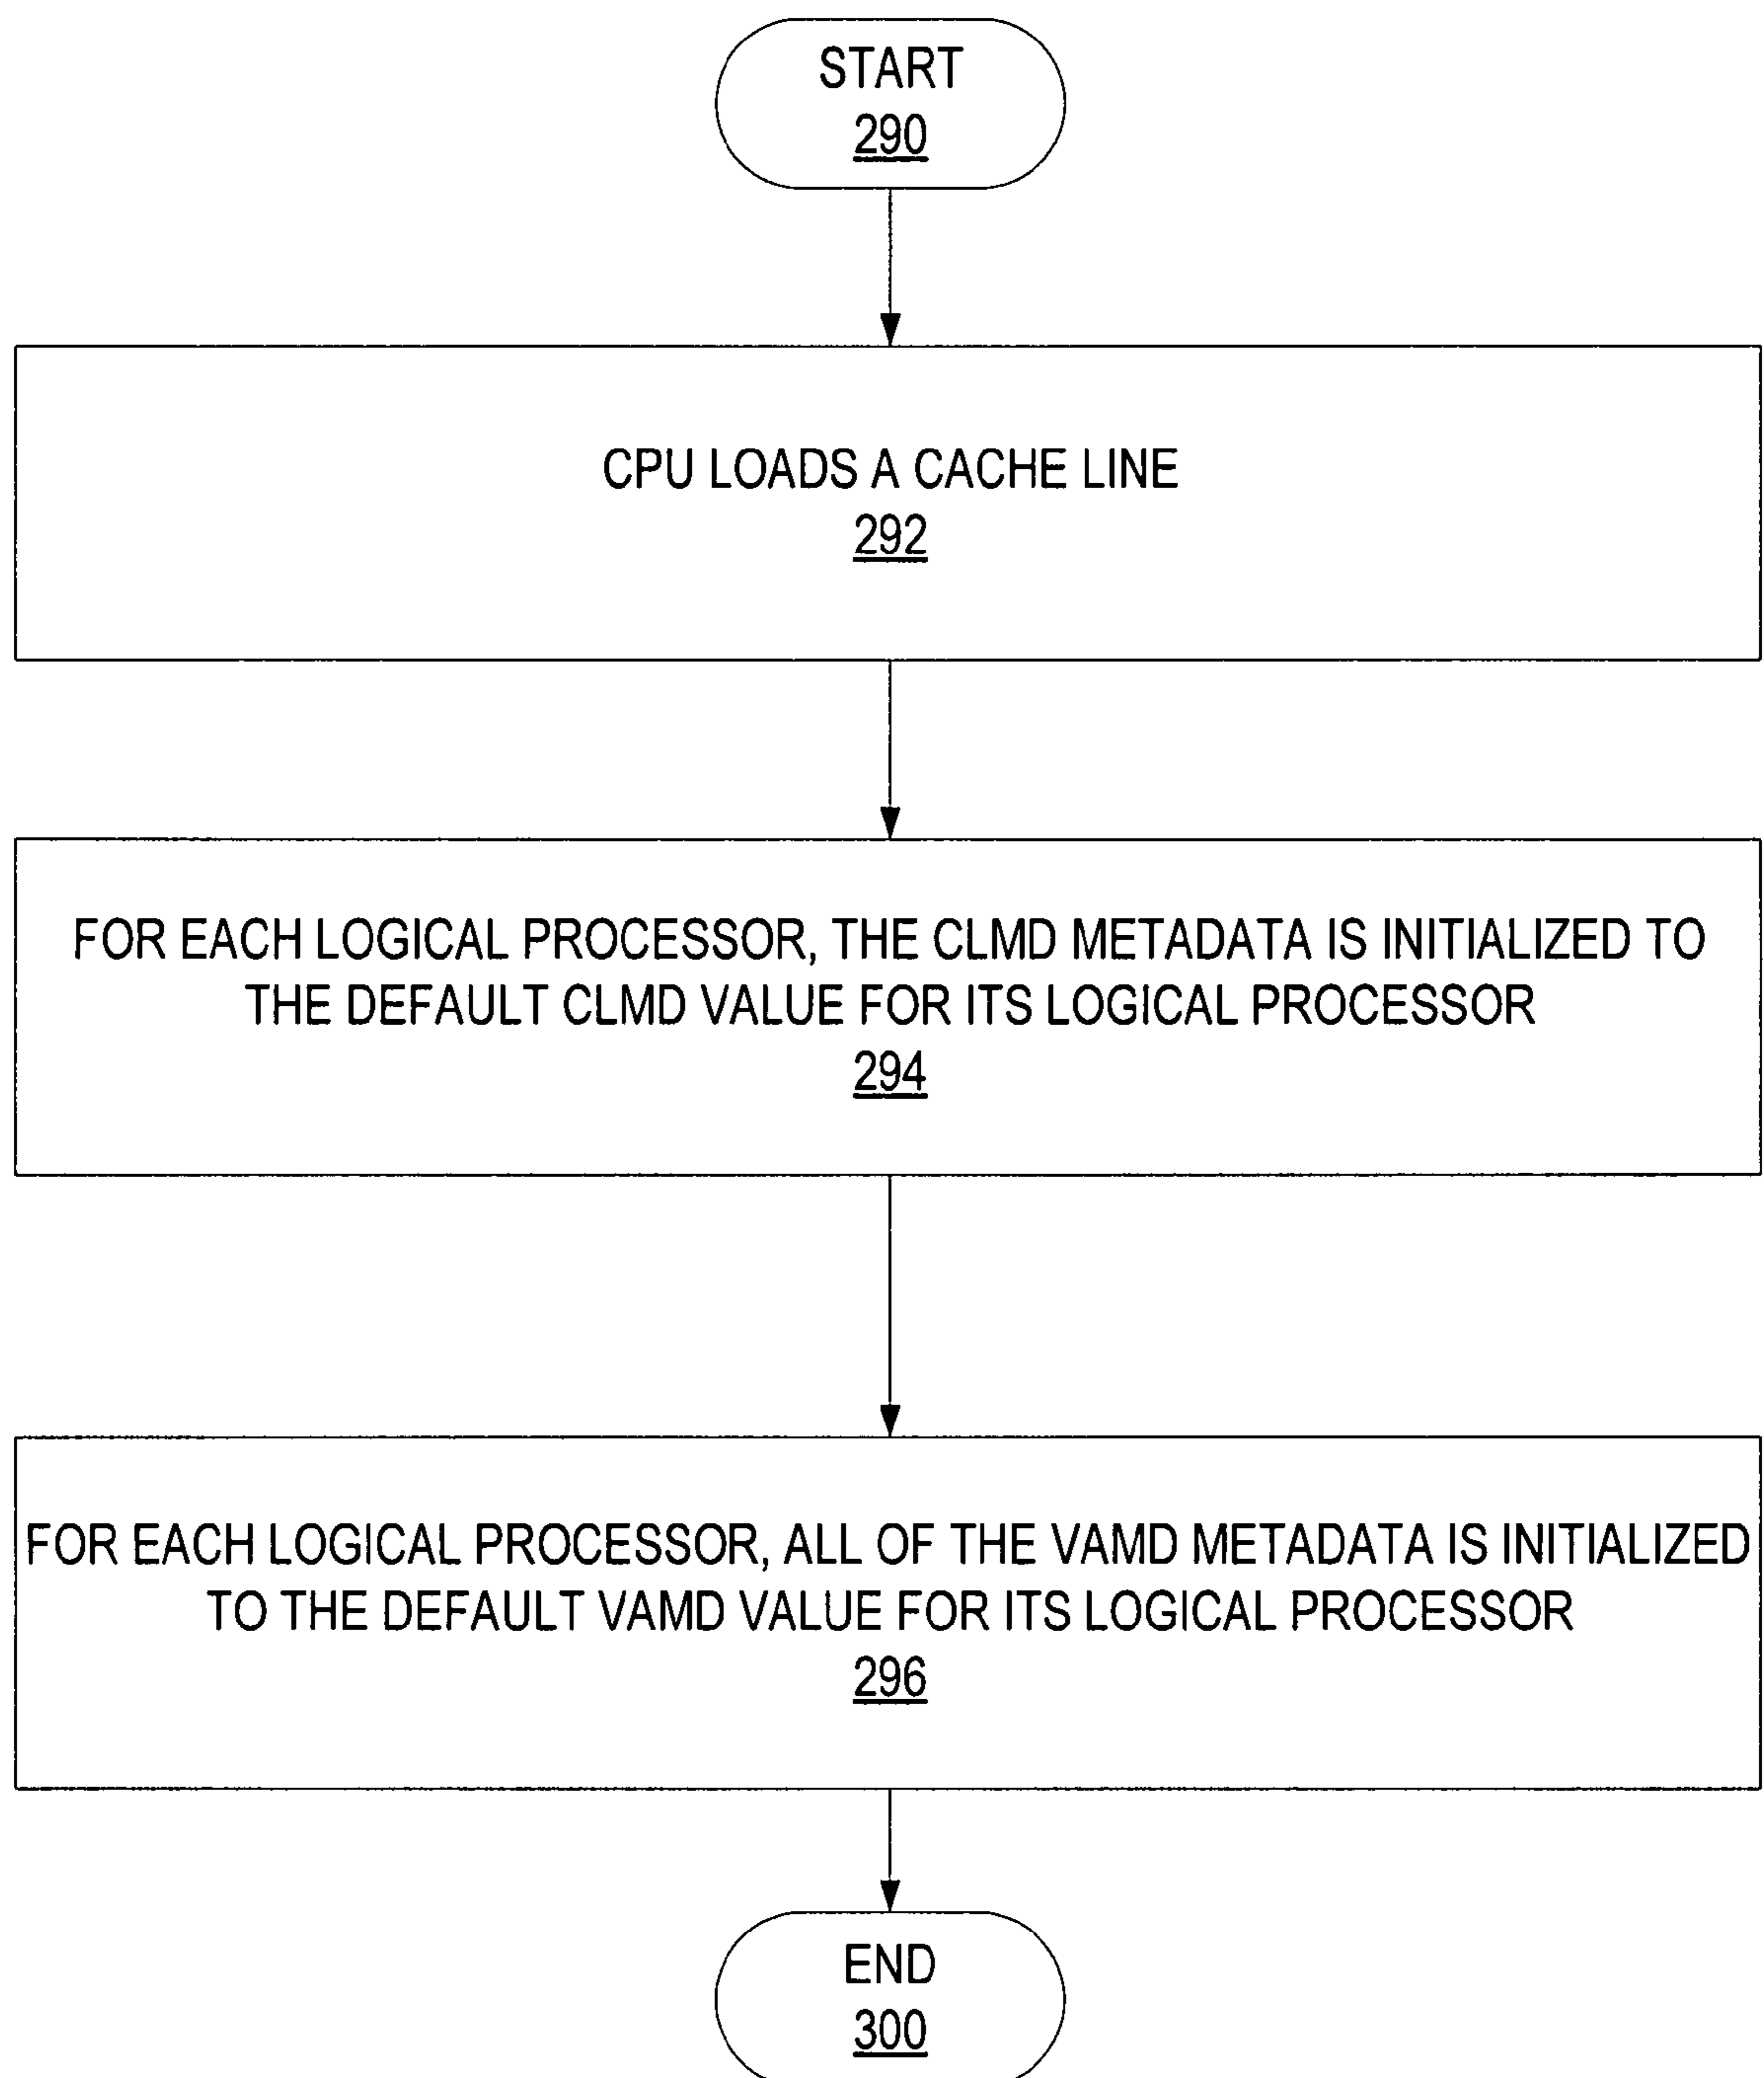 START
290
CPU LOADS A CACHE LINE
292
FOR EACH LOGICAL PROCESSOR, THE CLMD METADATA IS INITIALIZED TO
THE DEFAULT CLMD VALUE FOR ITS LOGICAL PROCESSOR
294
FOR EACH LOGICAL PROCESSOR, ALL OF THE VAMD METADATA IS INITIALIZED
TO THE DEFAULT VAMD VALUE FOR ITS LOGICAL PROCESSOR
296
END
300